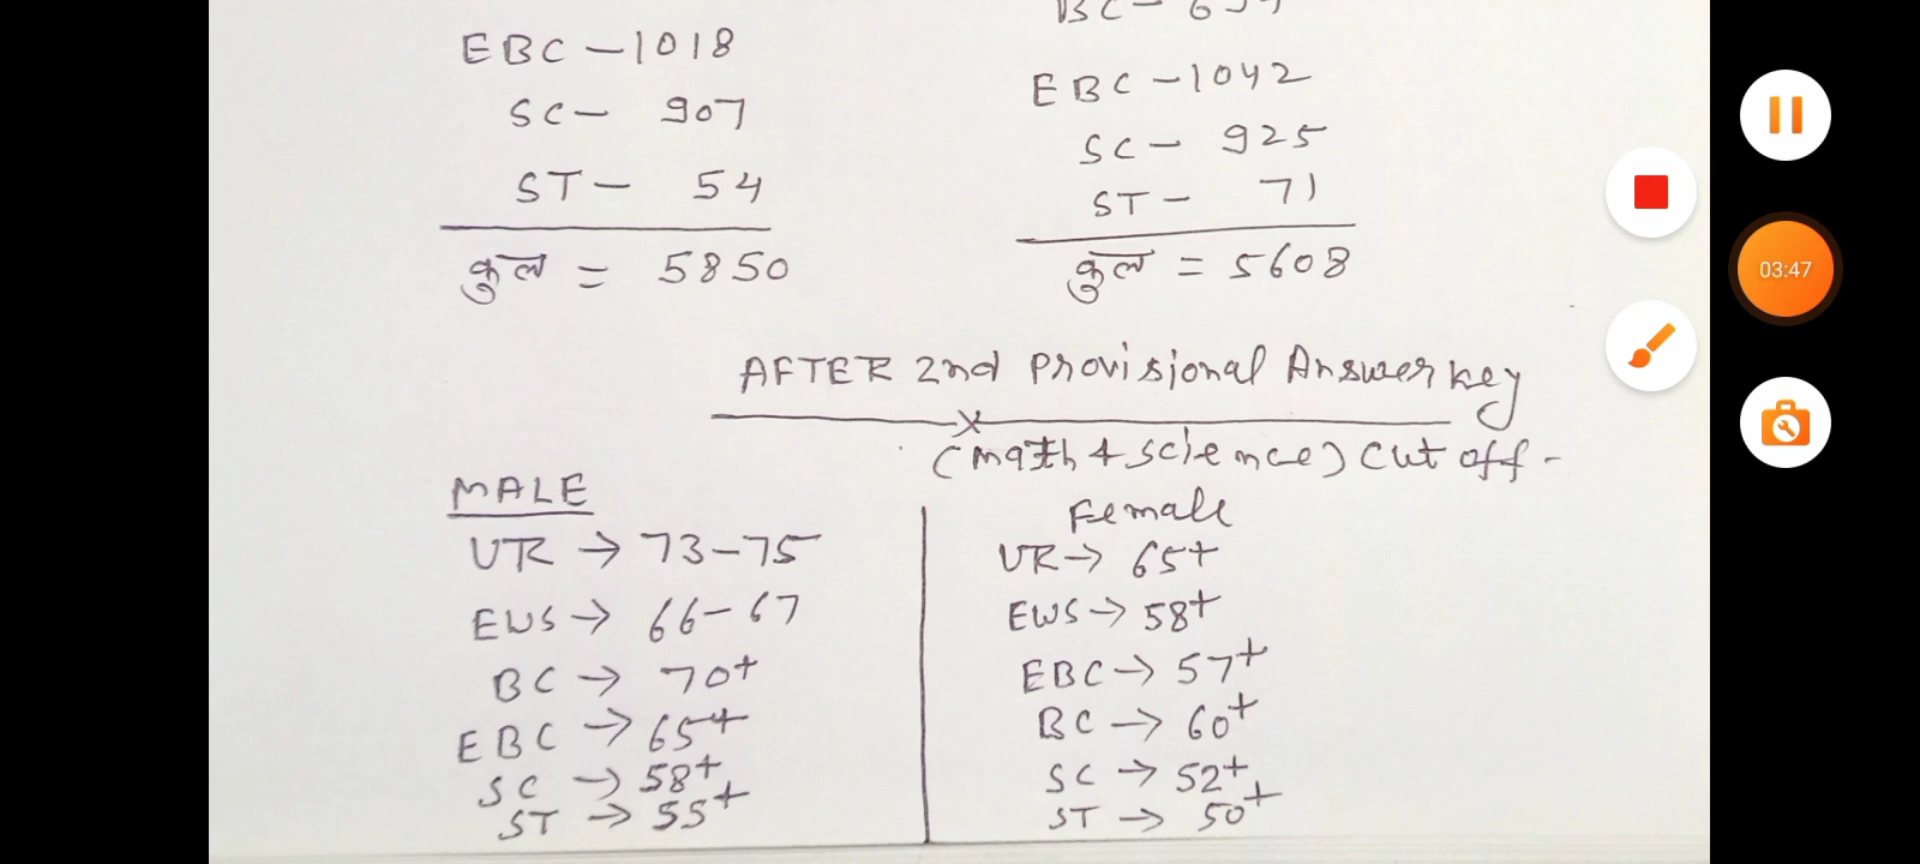 EBC - 1018
SC - 907
ST - 54
कुल = 5850
EBC - 1042
SC - 925
ST - 71
कुल = 5608
AFTER 2nd Provisional Answer key
(math & science) cut off -
MALE
UR → 73-75
EWS → 66-67
BC → 70+
EBC → 65+
SC → 58+
ST → 55+
Female
UR → 65+
EWS → 58+
EBC → 57+
BC → 60+
SC → 52+
ST → 50+
03:47